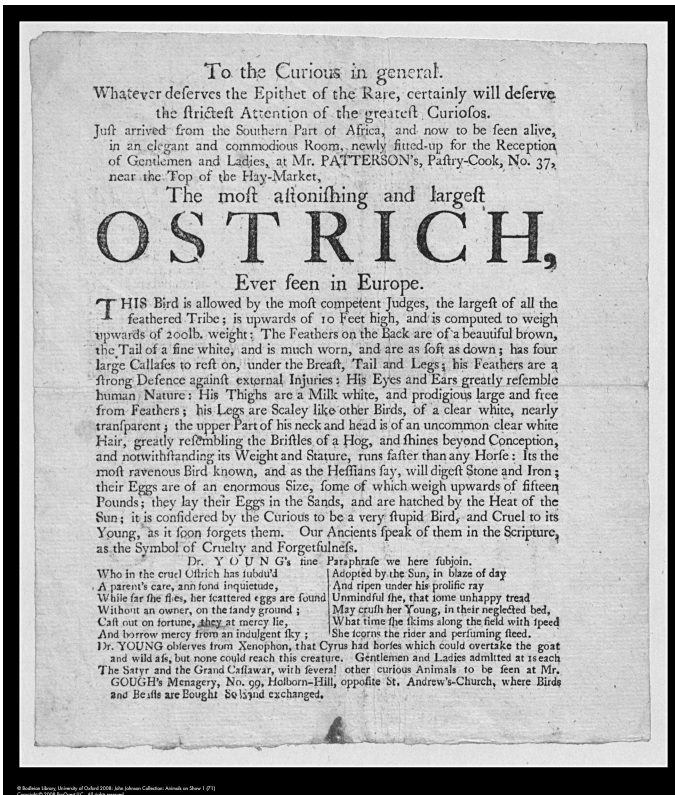 To the Curious in general.
Whatever deſerves the Epithet of the Rare, certainly will deſerve
the ſtricteſt Attention of the greateſt Curioſos.
Juſt arrived from the Southern Part of Africa, and now to be ſeen alive,
in an elegant and commodious Room, newly fitted-up for the Reception
of Gentlemen and Ladies, at Mr. PATTERSON's, Paſtry-Cook, No. 37,
near the Top of the Hay-Market,
The moſt aſtoniſhing and largeſt
OSTRICH,
Ever ſeen in Europe.
THIS Bird is allowed by the moſt competent Judges, the largeſt of all the
feathered Tribe; is upwards of 10 Feet high, and is computed to weigh
upwards of 200lb. weight: The Feathers on the Back are of a beautiful brown,
the Tail of a fine white, and is much worn, and are as ſoft as down; has four
large Callaſes to reſt on, under the Breaſt, Tail and Legs; his Feathers are a
ſtrong Defence againſt external Injuries: His Eyes and Ears greatly reſemble
human Nature: His Thighs are a Milk white, and prodigious large and free
from Feathers; his Legs are Scaley like other Birds, of a clear white, nearly
tranſparent; the upper Part of his neck and head is of an uncommon clear white
Hair, greatly reſembling the Briſtles of a Hog, and ſhines beyond Conception,
and notwithſtanding its Weight and Stature, runs faſter than any Horſe: Its the
moſt ravenous Bird known, and as the Heſſians ſay, will digeſt Stone and Iron;
their Eggs are of an enormous Size, ſome of which weigh upwards of fifteen
Pounds; they lay their Eggs in the Sands, and are hatched by the Heat of the
Sun; it is conſidered by the Curious to be a very ſtupid Bird, and Cruel to its
Young, as it ſoon forgets them. Our Ancients ſpeak of them in the Scripture,
as the Symbol of Cruelty and Forgetfulneſs.
Dr. YOUNG's fine Paraphraſe we here ſubjoin.
Who in the cruel Oſtrich has ſubdu'd
A parent's care, ann fond inquietude,
While far ſhe flies, her ſcattered eggs are found
Without an owner, on the ſandy ground;
Caſt out on fortune, they at mercy lie,
And borrow mercy from an indulgent ſky;
Adopted by the Sun, in blaze of day
And ripen under his prolific ray
Unmindful ſhe, that ſome unhappy tread
May cruſh her Young, in their neglected bed,
What time ſhe ſkims along the field with ſpeed
She ſcorns the rider and perſuming ſteed.
Dr. YOUNG obſerves from Xenophon, that Cyrus had horſes which could overtake the goat
and wild aſs, but none could reach this creature. Gentlemen and Ladies admitted at 1s each
The Satyr and the Grand Caſſawar, with ſeveral other curious Animals to be ſeen at Mr.
GOUGH's Menagery, No. 99, Holborn-Hill, oppoſite St. Andrew's-Church, where Birds
and Beaſts are Bought exchanged.
© Bodleian Library, University of Oxford 2008: John Johnson Collection: Animals on Show 1 (71)
Copyright © 2008 ProQuest LLC. All rights reserved.